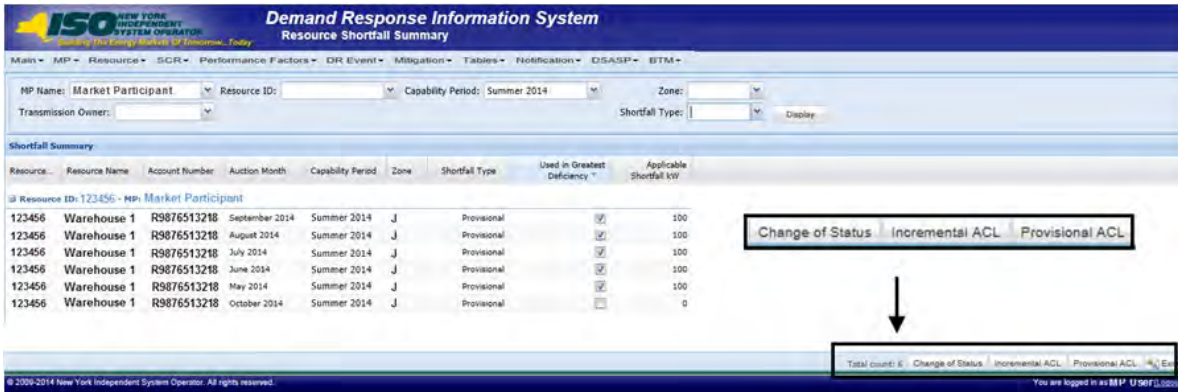 ISO NEW YORK INDEPENDENT SYSTEM OPERATOR
Building The Energy Markets Of Tomorrow...Today
Demand Response Information System
Resource Shortfall Summary
Main MP Resource SCR Performance Factors DR Event Mitigation Tables Notification DSASP BTM
MP Name: Market Participant Resource ID: Capability Period: Summer 2014 Zone:
Transmission Owner: Shortfall Type: Display
Shortfall Summary
Resource... Resource Name Account Number Auction Month Capability Period Zone Shortfall Type Used in Greatest Deficiency Applicable Shortfall kW
Resource ID: 123456 - MP: Market Participant
123456 Warehouse 1 R9876513218 September 2014 Summer 2014 J Provisional 100
123456 Warehouse 1 R9876513218 August 2014 Summer 2014 J Provisional 100
123456 Warehouse 1 R9876513218 July 2014 Summer 2014 J Provisional 100
123456 Warehouse 1 R9876513218 June 2014 Summer 2014 J Provisional 100
123456 Warehouse 1 R9876513218 May 2014 Summer 2014 J Provisional 100
123456 Warehouse 1 R9876513218 October 2014 Summer 2014 J Provisional 0
Change of Status Incremental ACL Provisional ACL
Total count: 6 Change of Status Incremental ACL Provisional ACL
© 2009-2014 New York Independent System Operator. All rights reserved. You are logged in as MP User